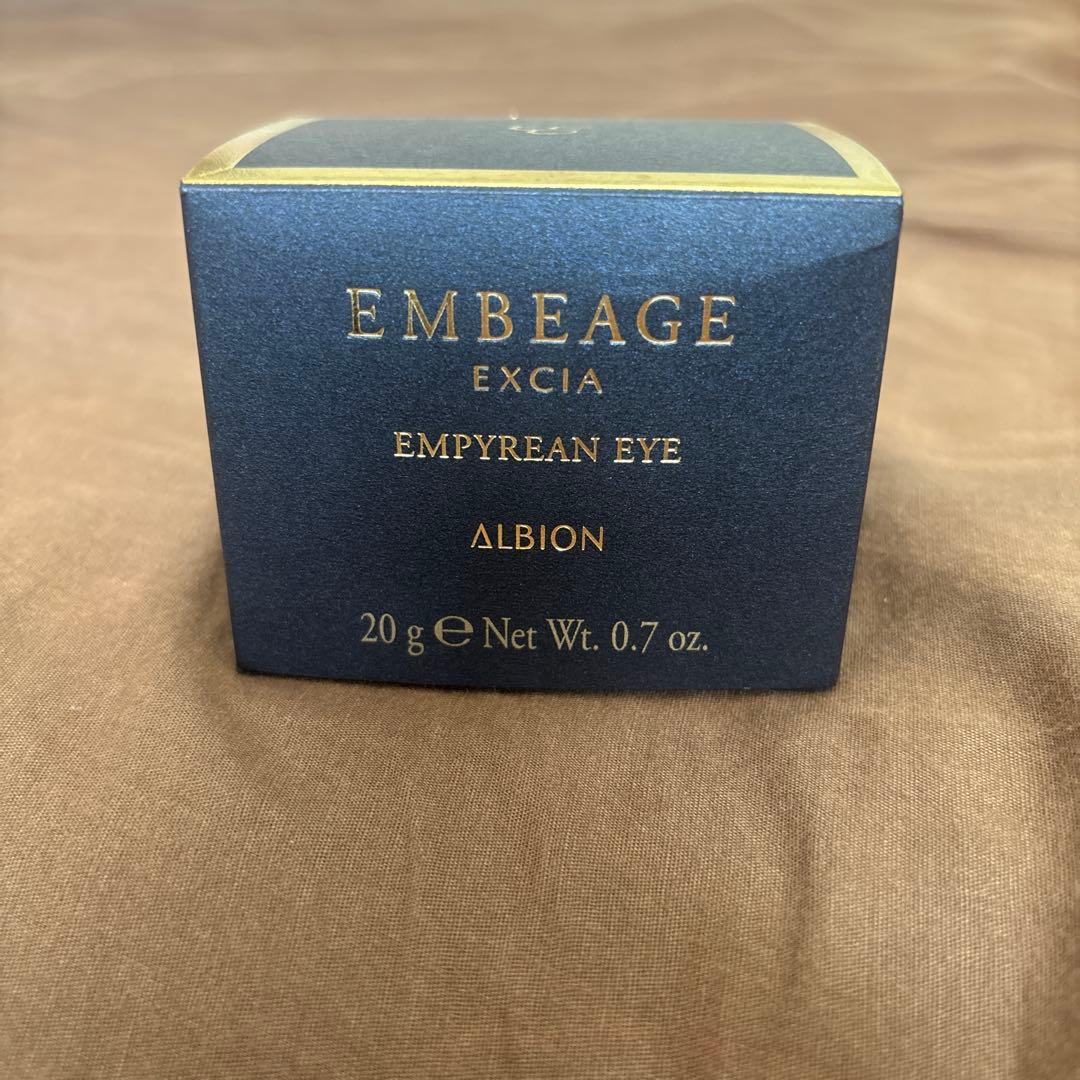 EMBEAGE
EXCIA
EMPYREAN EYE
ALBION
20 g ℮ Net Wt. 0.7 oz.